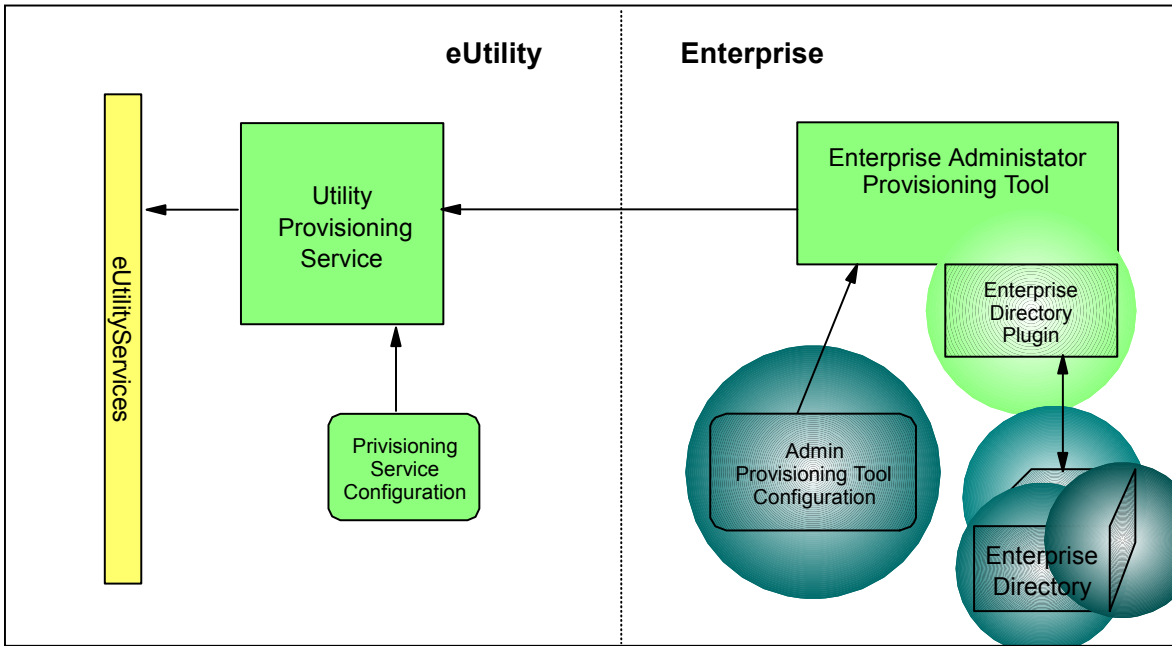 eUtility
Enterprise
eUtilityServices
Utility
Provisioning
Service
Privisioning
Service
Configuration
Enterprise Administator
Provisioning Tool
Enterprise
Directory
Plugin
Admin
Provisioning Tool
Configuration
Enterprise
Directory